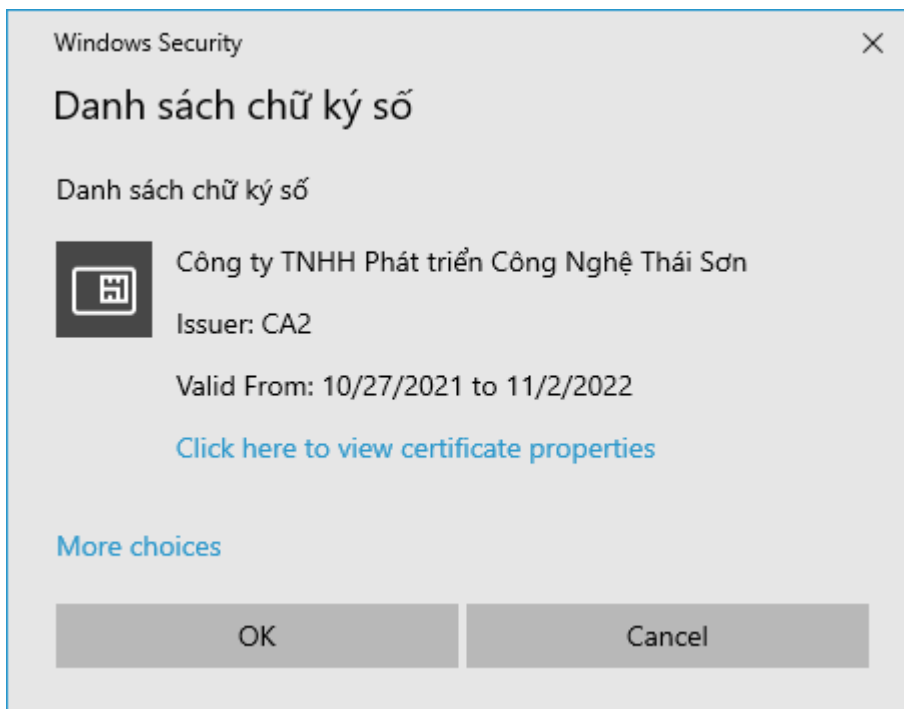 Windows Security
Danh sách chữ ký số
Danh sách chữ ký số
Công ty TNHH Phát triển Công Nghệ Thái Sơn
Issuer: CA2
Valid From: 10/27/2021 to 11/2/2022
Click here to view certificate properties
More choices
OK
Cancel